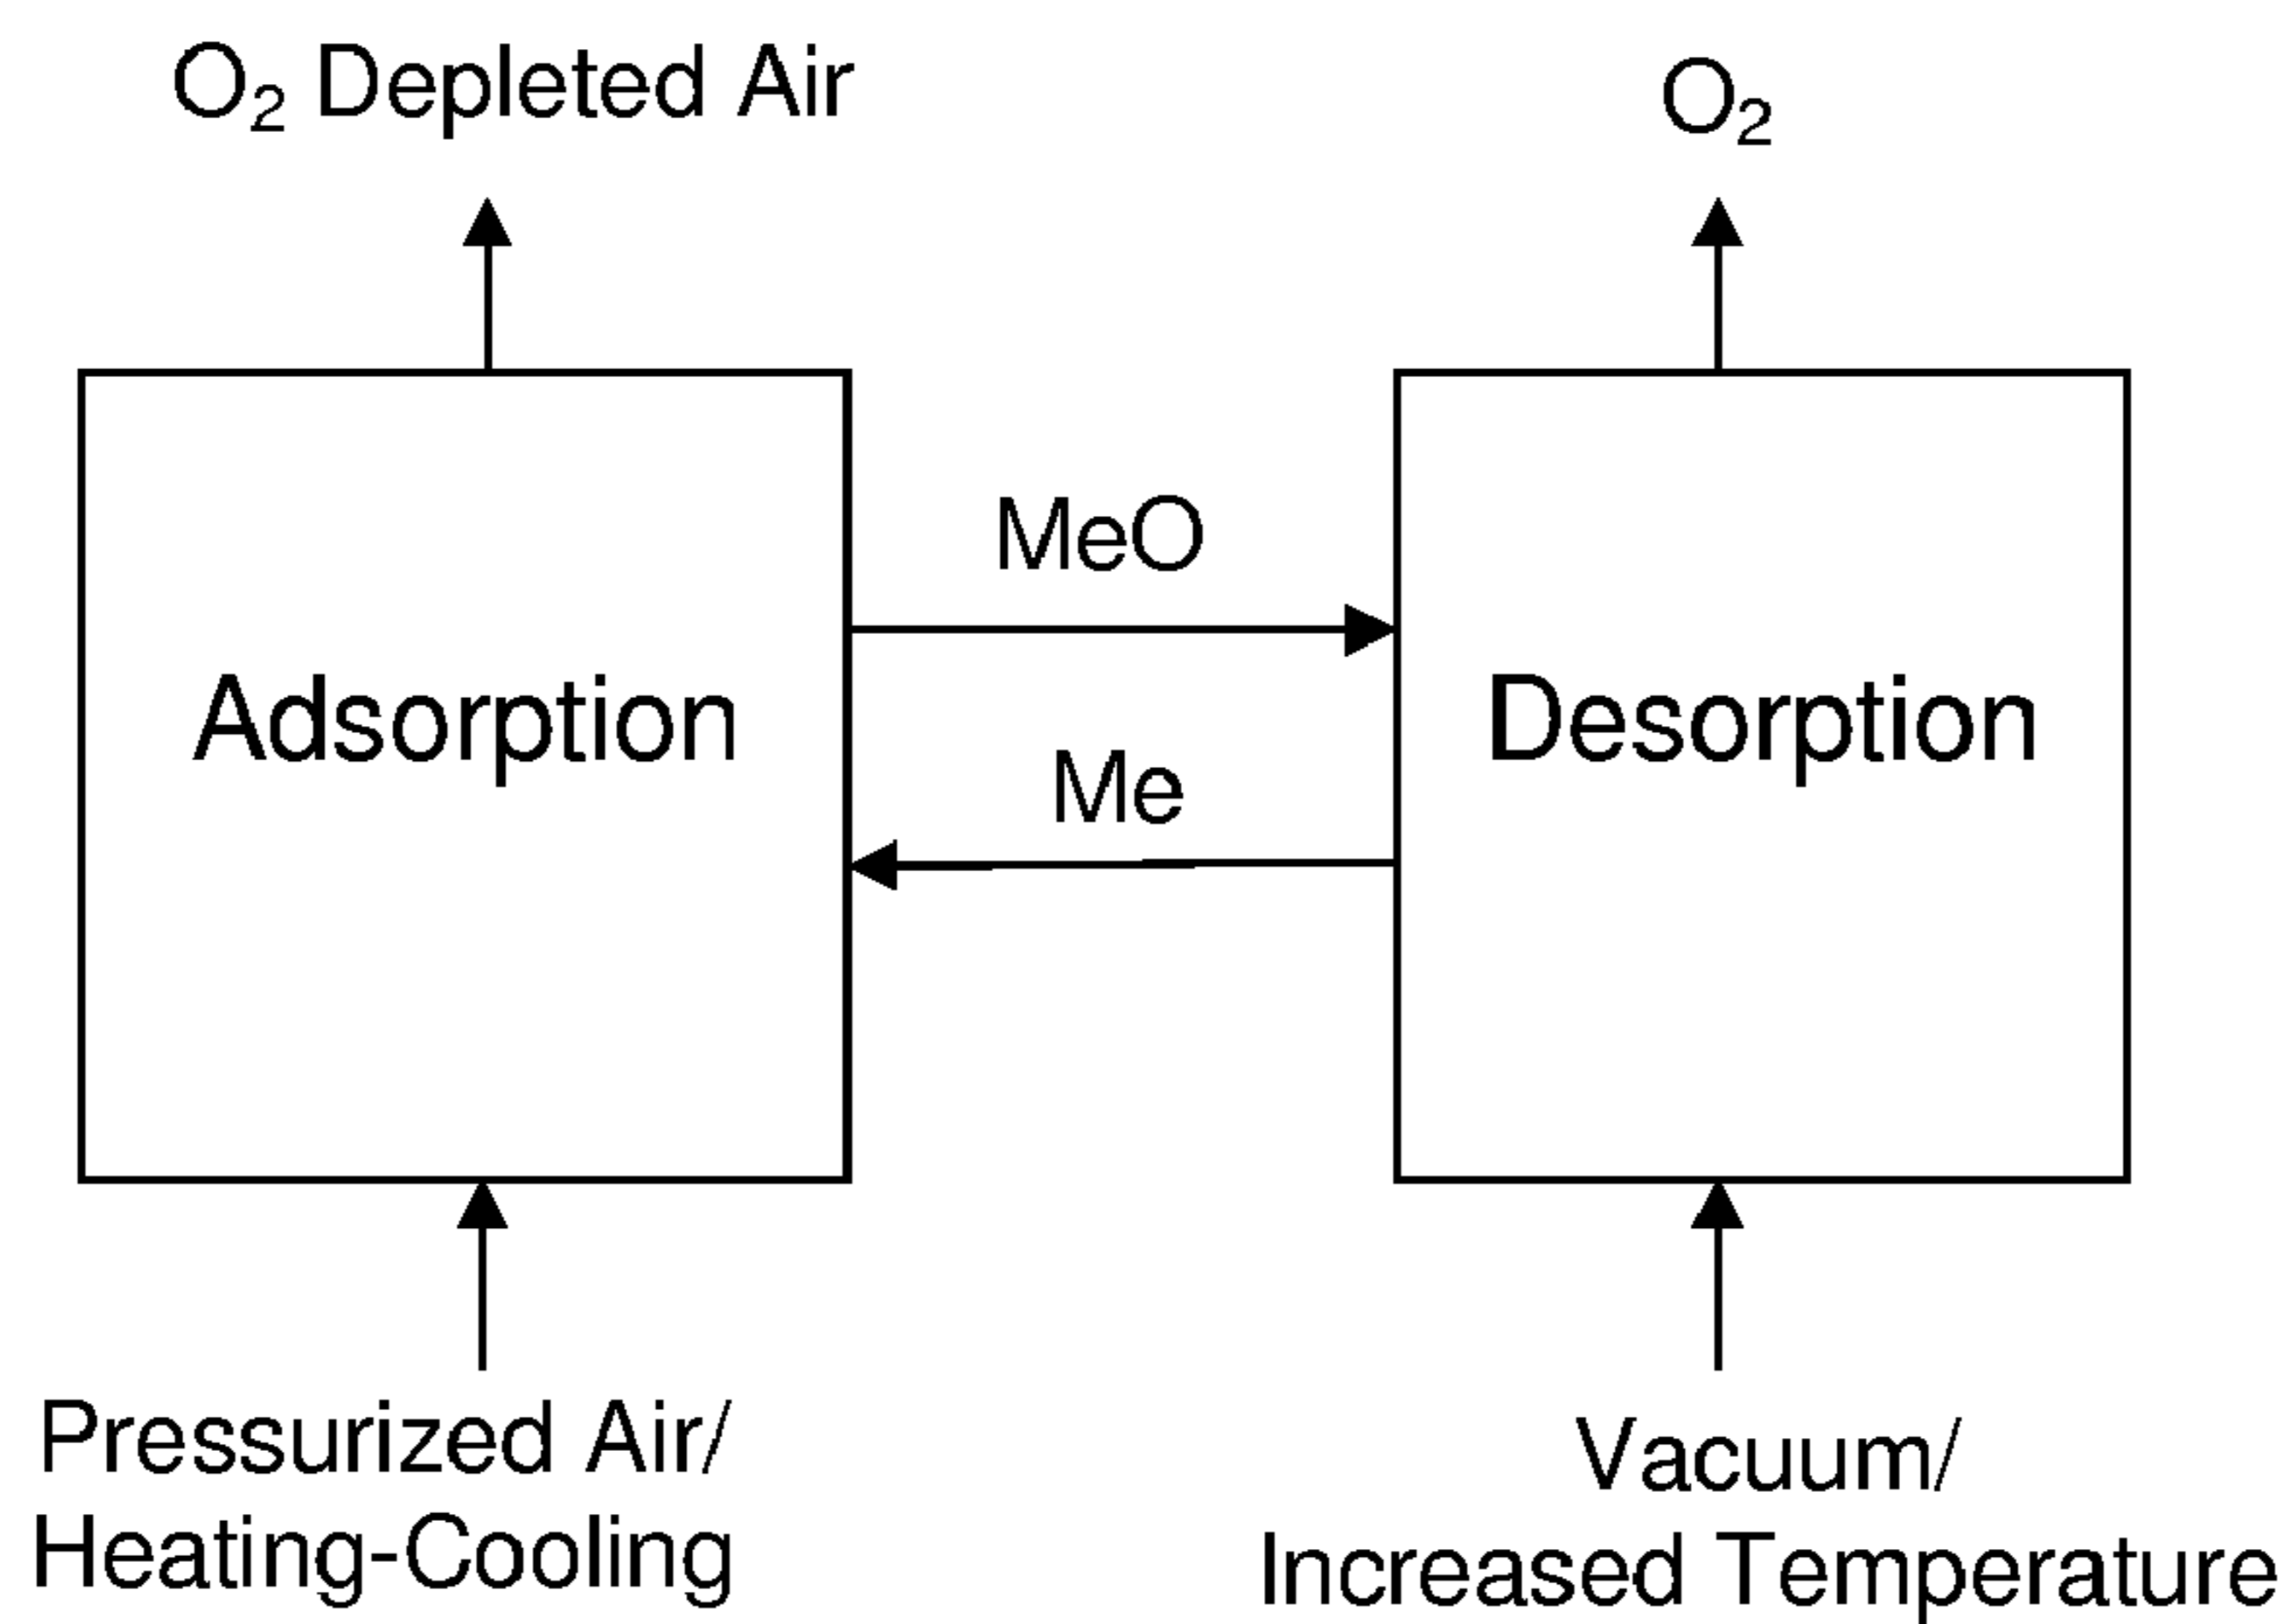 O₂ Depleted Air
O₂
MeO
Adsorption
Desorption
Me
Pressurized Air/
Heating-Cooling
Vacuum/
Increased Temperature